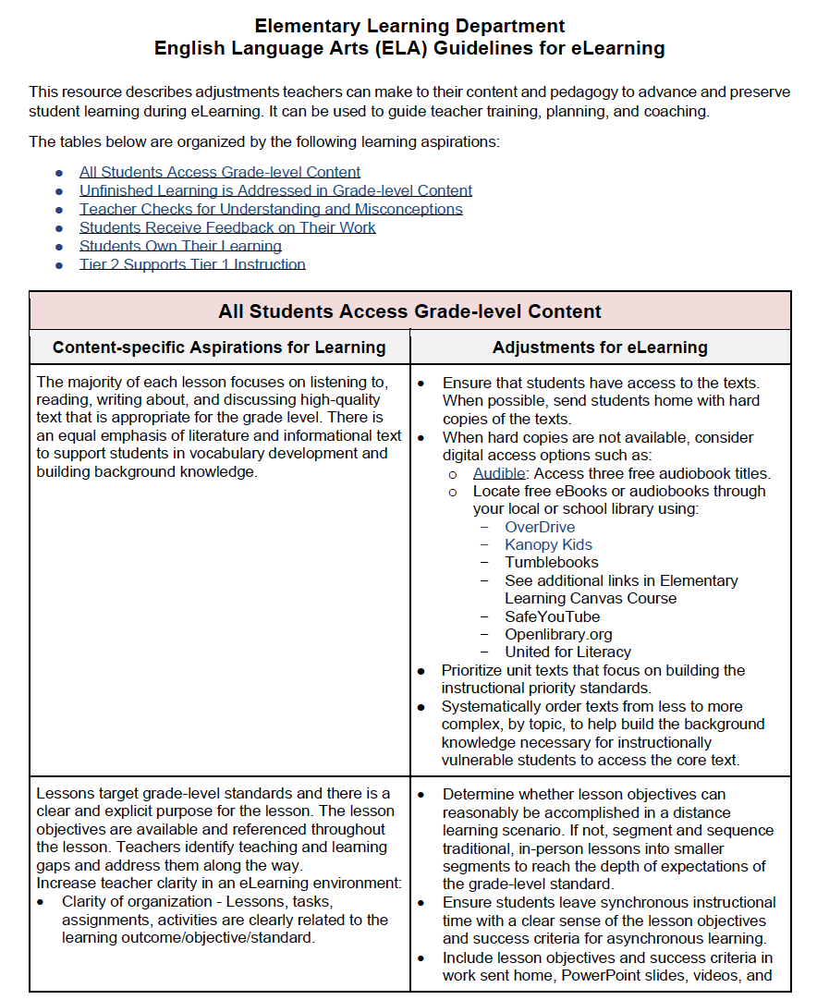 Elementary Learning Department
English Language Arts (ELA) Guidelines for eLearning
This resource describes adjustments teachers can make to their content and pedagogy to advance and preserve
student learning during eLearning. It can be used to guide teacher training, planning, and coaching.
The tables below are organized by the following learning aspirations:
● All Students Access Grade-level Content
● Unfinished Learning is Addressed in Grade-level Content
● Teacher Checks for Understanding and Misconceptions
● Students Receive Feedback on Their Work
● Students Own Their Learning
● Tier 2 Supports Tier 1 Instruction
All Students Access Grade-level Content
Content-specific Aspirations for Learning
Adjustments for eLearning
The majority of each lesson focuses on listening to,
reading, writing about, and discussing high-quality
text that is appropriate for the grade level. There is
an equal emphasis of literature and informational text
to support students in vocabulary development and
building background knowledge.
● Ensure that students have access to the texts.
When possible, send students home with hard
copies of the texts.
● When hard copies are not available, consider
digital access options such as:
○ Audible: Access three free audiobook titles.
○ Locate free eBooks or audiobooks through
your local or school library using:
− OverDrive
− Kanopy Kids
− Tumblebooks
− See additional links in Elementary
Learning Canvas Course
− SafeYouTube
− Openlibrary.org
− United for Literacy
● Prioritize unit texts that focus on building the
instructional priority standards.
● Systematically order texts from less to more
complex, by topic, to help build the background
knowledge necessary for instructionally
vulnerable students to access the core text.
Lessons target grade-level standards and there is a
clear and explicit purpose for the lesson. The lesson
objectives are available and referenced throughout
the lesson. Teachers identify teaching and learning
gaps and address them along the way.
Increase teacher clarity in an eLearning environment:
● Clarity of organization - Lessons, tasks,
assignments, activities are clearly related to the
learning outcome/objective/standard.
● Determine whether lesson objectives can
reasonably be accomplished in a distance
learning scenario. If not, segment and sequence
traditional, in-person lessons into smaller
segments to reach the depth of expectations of
the grade-level standard.
● Ensure students leave synchronous instructional
time with a clear sense of the lesson objectives
and success criteria for asynchronous learning.
● Include lesson objectives and success criteria in
work sent home, PowerPoint slides, videos, and